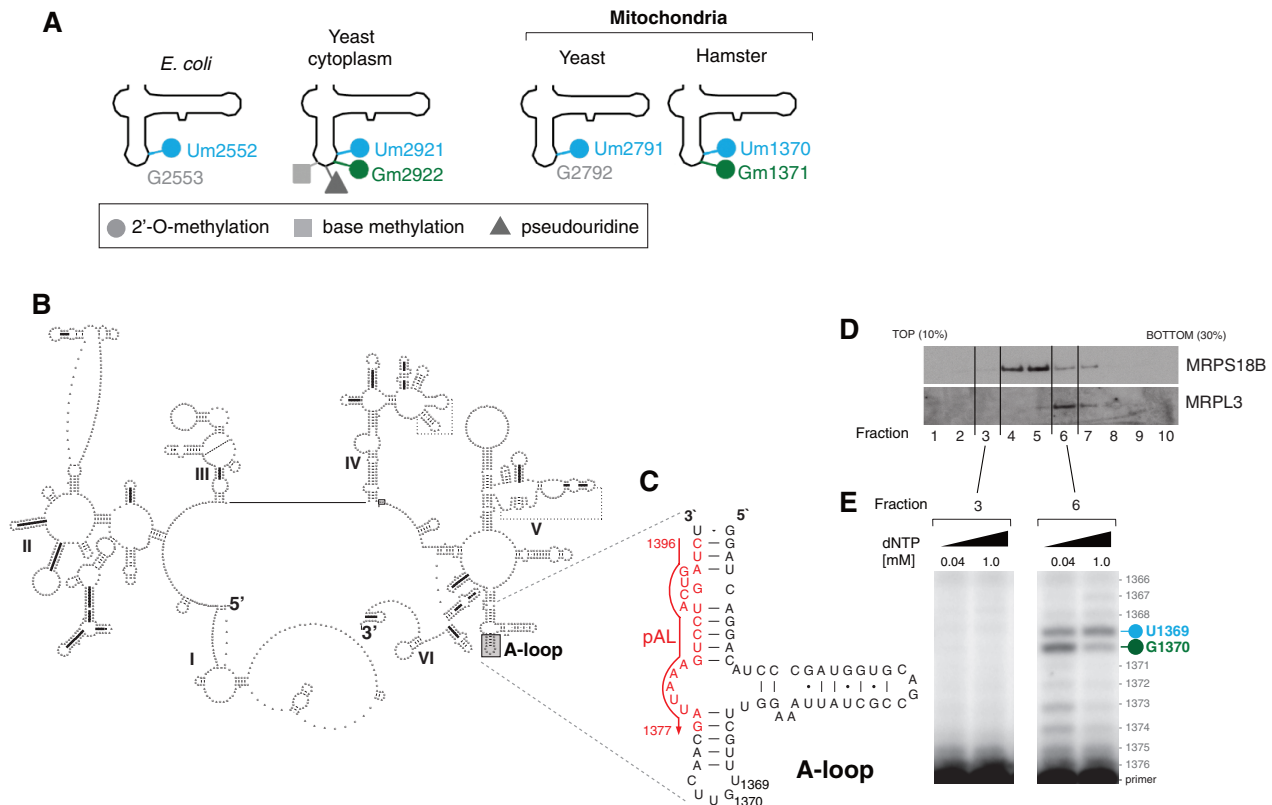 A
E. coli
Um2552
G2553
Yeast
cytoplasm
Um2921
Gm2922
Mitochondria
Yeast
Hamster
Um2791
G2792
Um1370
Gm1371
2'-O-methylation
base methylation
pseudouridine
B
I
II
III
IV
V
VI
5’
3’
A-loop
C
3` 5`
1396
pAL
1377
U · G
C G
U A
A U
G
U
C
A
G C
A
U A
C G
C G
U A
G C
A
A
A
U
U
A U
G C
C G
A U
A U
C
U
U
G
U
1369
1370
A U C C C G A U G G U G C
A
G
U U G G A A A U U A U C G C C
A-loop
D
TOP (10%)
BOTTOM (30%)
MRPS18B
MRPL3
Fraction
1 2 3 4 5 6 7 8 9 10
E
Fraction
3 6
dNTP
[mM]
0.04 1.0 0.04 1.0
1366
1367
1368
U1369
G1370
1371
1372
1373
1374
1375
1376
primer